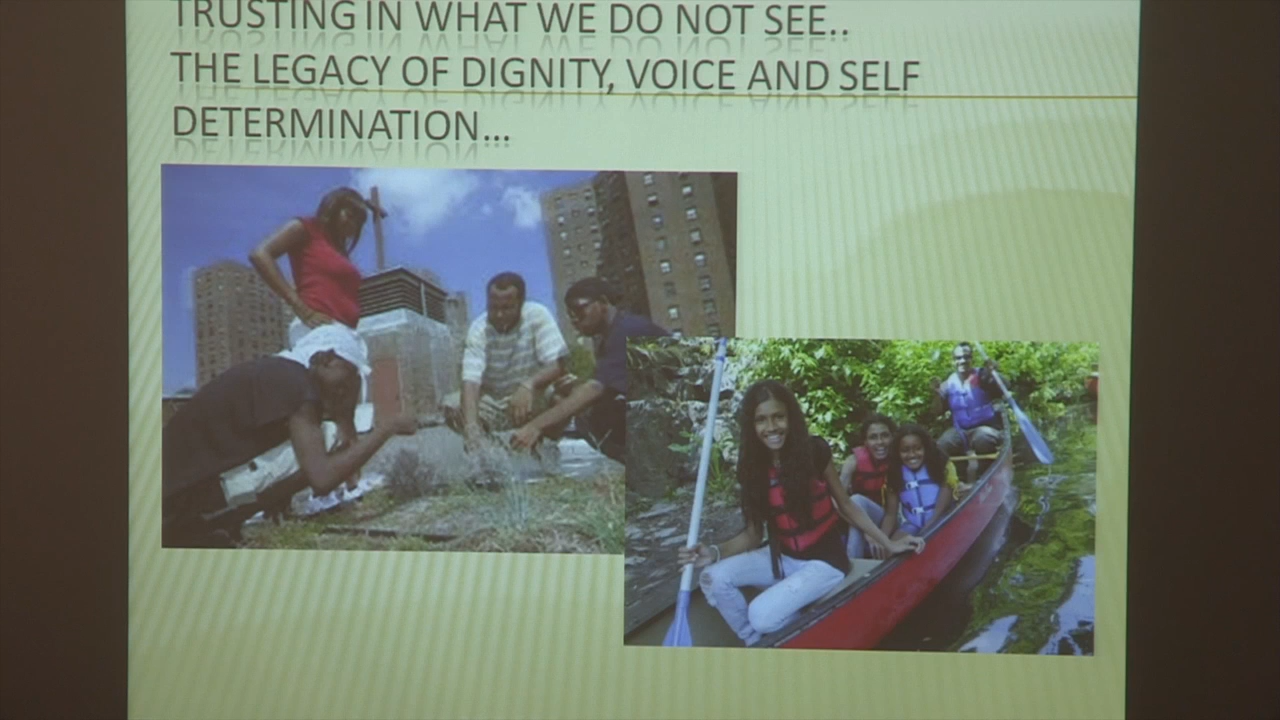 TRUSTING IN WHAT WE DO NOT SEE..
THE LEGACY OF DIGNITY, VOICE AND SELF
DETERMINATION...